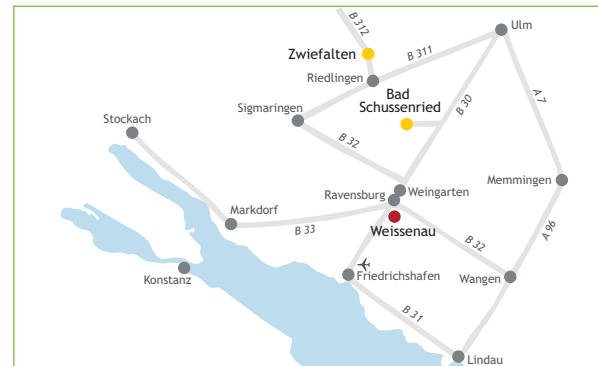 Ulm
B 312
Zwiefalten
B 311
Riedlingen
Bad
Schussenried
B 30
A 7
Sigmaringen
Stockach
B 32
Memmingen
Ravensburg
Weingarten
Markdorf
B 33
Weissenau
B 32
A 96
Konstanz
Friedrichshafen
Wangen
B 31
Lindau